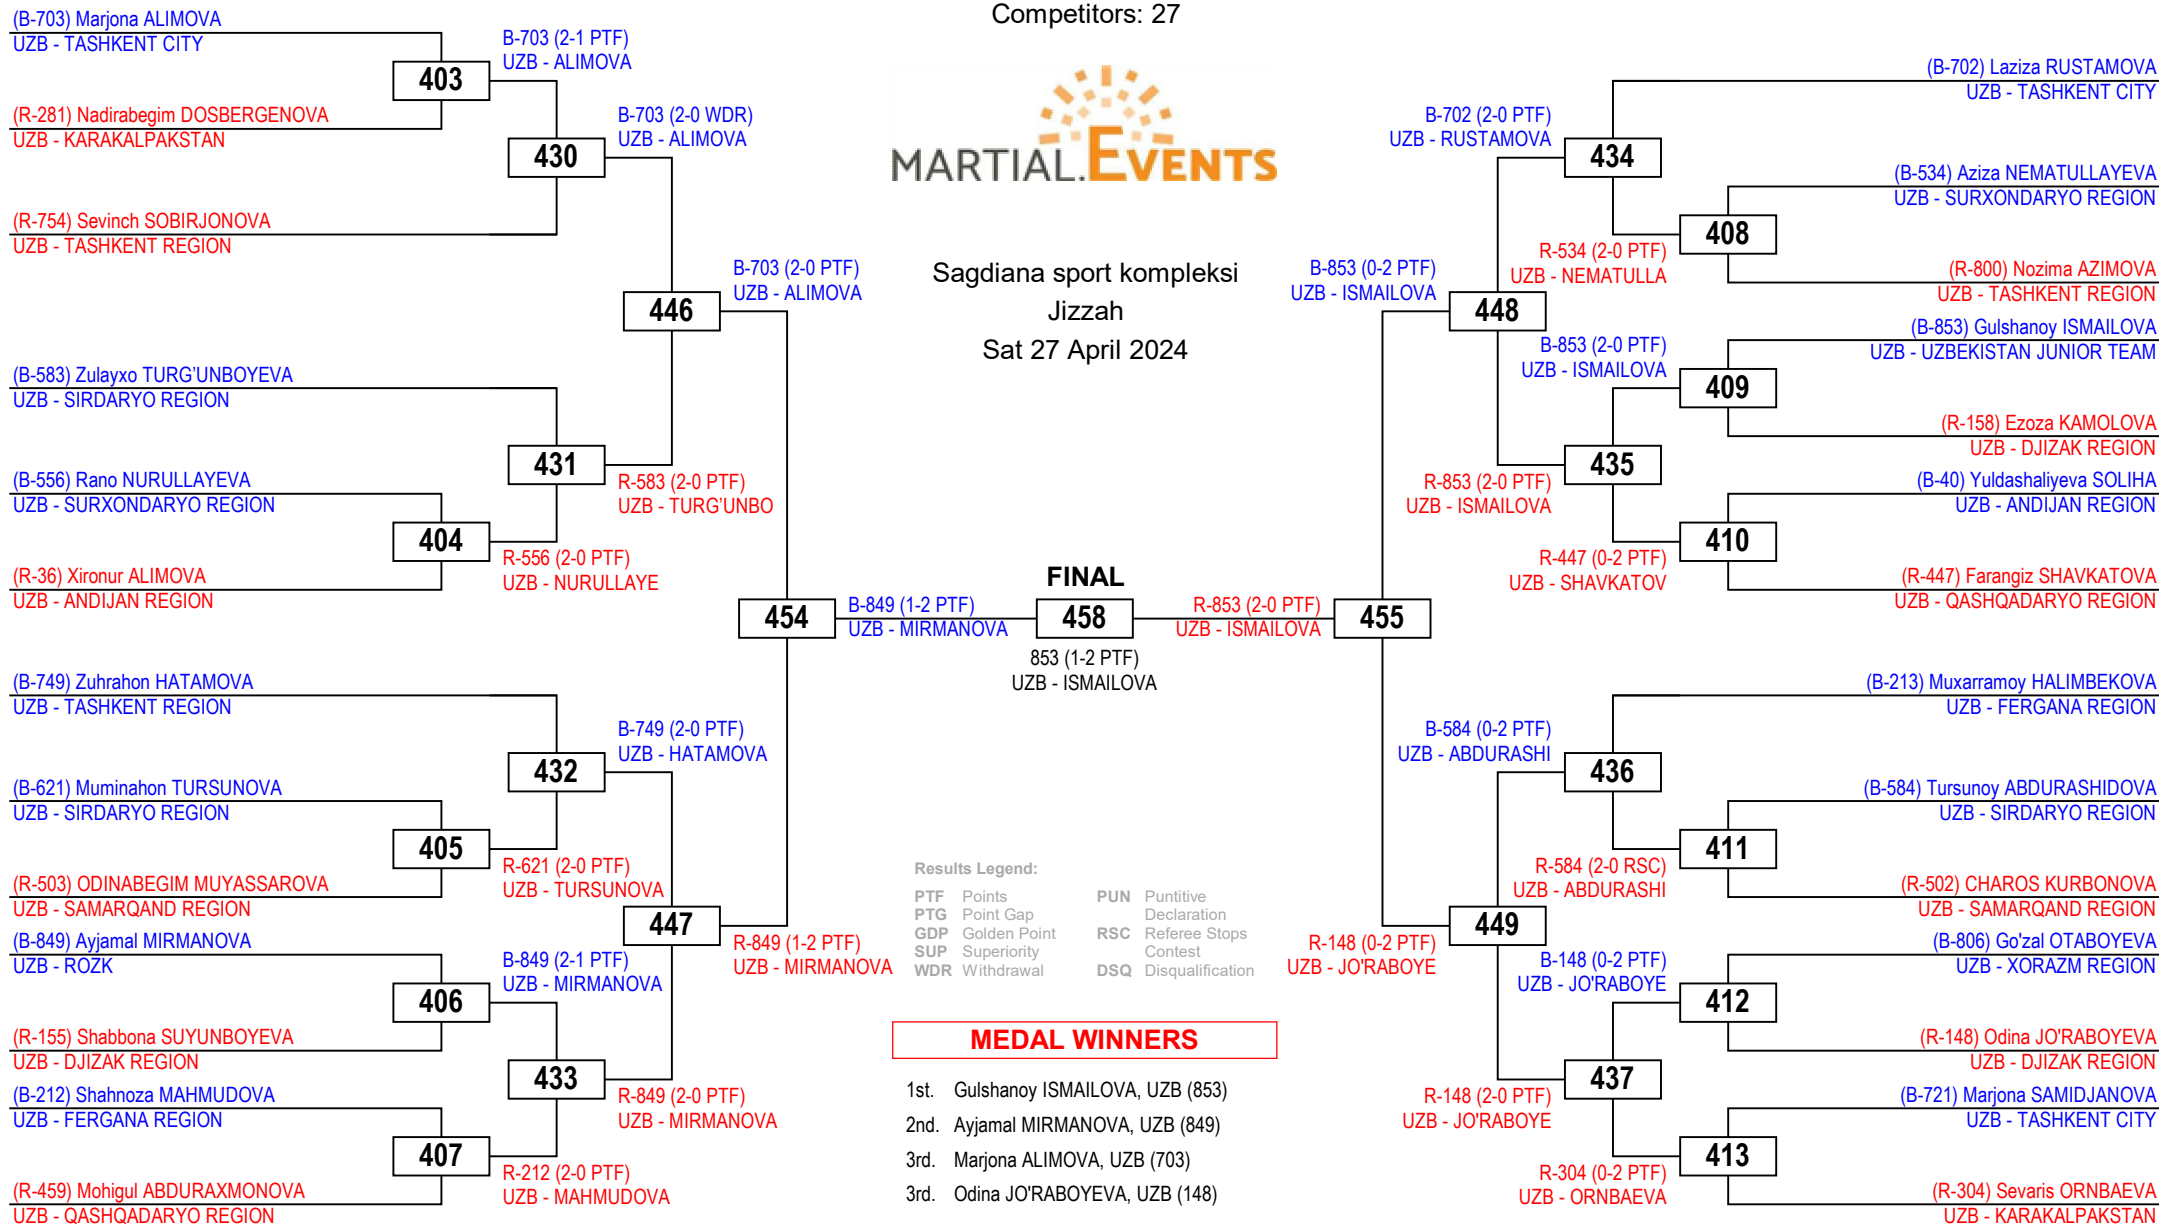 Competitors: 27
MARTIAL.EVENTS
Sagdiana sport kompleksi
Jizzah
Sat 27 April 2024
(B-703) Marjona ALIMOVA
UZB - TASHKENT CITY
403
(R-281) Nadirabegim DOSBERGENOVA
UZB - KARAKALPAKSTAN
B-703 (2-1 PTF)
UZB - ALIMOVA
430
(R-754) Sevinch SOBIRJONOVA
UZB - TASHKENT REGION
B-703 (2-0 WDR)
UZB - ALIMOVA
446
B-703 (2-0 PTF)
UZB - ALIMOVA
(B-583) Zulayxo TURG'UNBOYEVA
UZB - SIRDARYO REGION
431
R-583 (2-0 PTF)
UZB - TURG'UNBO
(B-556) Rano NURULLAYEVA
UZB - SURXONDARYO REGION
404
R-556 (2-0 PTF)
UZB - NURULLAYE
(R-36) Xironur ALIMOVA
UZB - ANDIJAN REGION
454
B-849 (1-2 PTF)
UZB - MIRMANOVA
(B-749) Zuhrahon HATAMOVA
UZB - TASHKENT REGION
432
B-749 (2-0 PTF)
UZB - HATAMOVA
(B-621) Muminahon TURSUNOVA
UZB - SIRDARYO REGION
405
R-621 (2-0 PTF)
UZB - TURSUNOVA
(R-503) ODINABEGIM MUYASSAROVA
UZB - SAMARQAND REGION
447
R-849 (1-2 PTF)
UZB - MIRMANOVA
(B-849) Ayjamal MIRMANOVA
UZB - ROZK
406
B-849 (2-1 PTF)
UZB - MIRMANOVA
(R-155) Shabbona SUYUNBOYEVA
UZB - DJIZAK REGION
433
R-849 (2-0 PTF)
UZB - MIRMANOVA
(B-212) Shahnoza MAHMUDOVA
UZB - FERGANA REGION
407
R-212 (2-0 PTF)
UZB - MAHMUDOVA
(R-459) Mohigul ABDURAXMONOVA
UZB - QASHQADARYO REGION
FINAL
458
853 (1-2 PTF)
UZB - ISMAILOVA
R-853 (2-0 PTF)
UZB - ISMAILOVA
455
(B-702) Laziza RUSTAMOVA
UZB - TASHKENT CITY
B-702 (2-0 PTF)
UZB - RUSTAMOVA
434
(B-534) Aziza NEMATULLAYEVA
UZB - SURXONDARYO REGION
408
R-534 (2-0 PTF)
UZB - NEMATULLA
(R-800) Nozima AZIMOVA
UZB - TASHKENT REGION
B-853 (0-2 PTF)
UZB - ISMAILOVA
448
(B-853) Gulshanoy ISMAILOVA
UZB - UZBEKISTAN JUNIOR TEAM
B-853 (2-0 PTF)
UZB - ISMAILOVA
409
(R-158) Ezoza KAMOLOVA
UZB - DJIZAK REGION
435
R-853 (2-0 PTF)
UZB - ISMAILOVA
(B-40) Yuldashaliyeva SOLIHA
UZB - ANDIJAN REGION
410
R-447 (0-2 PTF)
UZB - SHAVKATOV
(R-447) Farangiz SHAVKATOVA
UZB - QASHQADARYO REGION
(B-213) Muxarramoy HALIMBEKOVA
UZB - FERGANA REGION
B-584 (0-2 PTF)
UZB - ABDURASHI
436
(B-584) Tursunoy ABDURASHIDOVA
UZB - SIRDARYO REGION
411
R-584 (2-0 RSC)
UZB - ABDURASHI
(R-502) CHAROS KURBONOVA
UZB - SAMARQAND REGION
449
R-148 (0-2 PTF)
UZB - JO'RABOYE
(B-806) Go'zal OTABOYEVA
UZB - XORAZM REGION
B-148 (0-2 PTF)
UZB - JO'RABOYE
412
(R-148) Odina JO'RABOYEVA
UZB - DJIZAK REGION
437
R-148 (2-0 PTF)
UZB - JO'RABOYE
(B-721) Marjona SAMIDJANOVA
UZB - TASHKENT CITY
413
R-304 (0-2 PTF)
UZB - ORNBAEVA
(R-304) Sevaris ORNBAEVA
UZB - KARAKALPAKSTAN
Results Legend:
PTF Points
PTG Point Gap
GDP Golden Point
SUP Superiority
WDR Withdrawal
PUN Puntitive
Declaration
RSC Referee Stops
Contest
DSQ Disqualification
MEDAL WINNERS
1st. Gulshanoy ISMAILOVA, UZB (853)
2nd. Ayjamal MIRMANOVA, UZB (849)
3rd. Marjona ALIMOVA, UZB (703)
3rd. Odina JO'RABOYEVA, UZB (148)